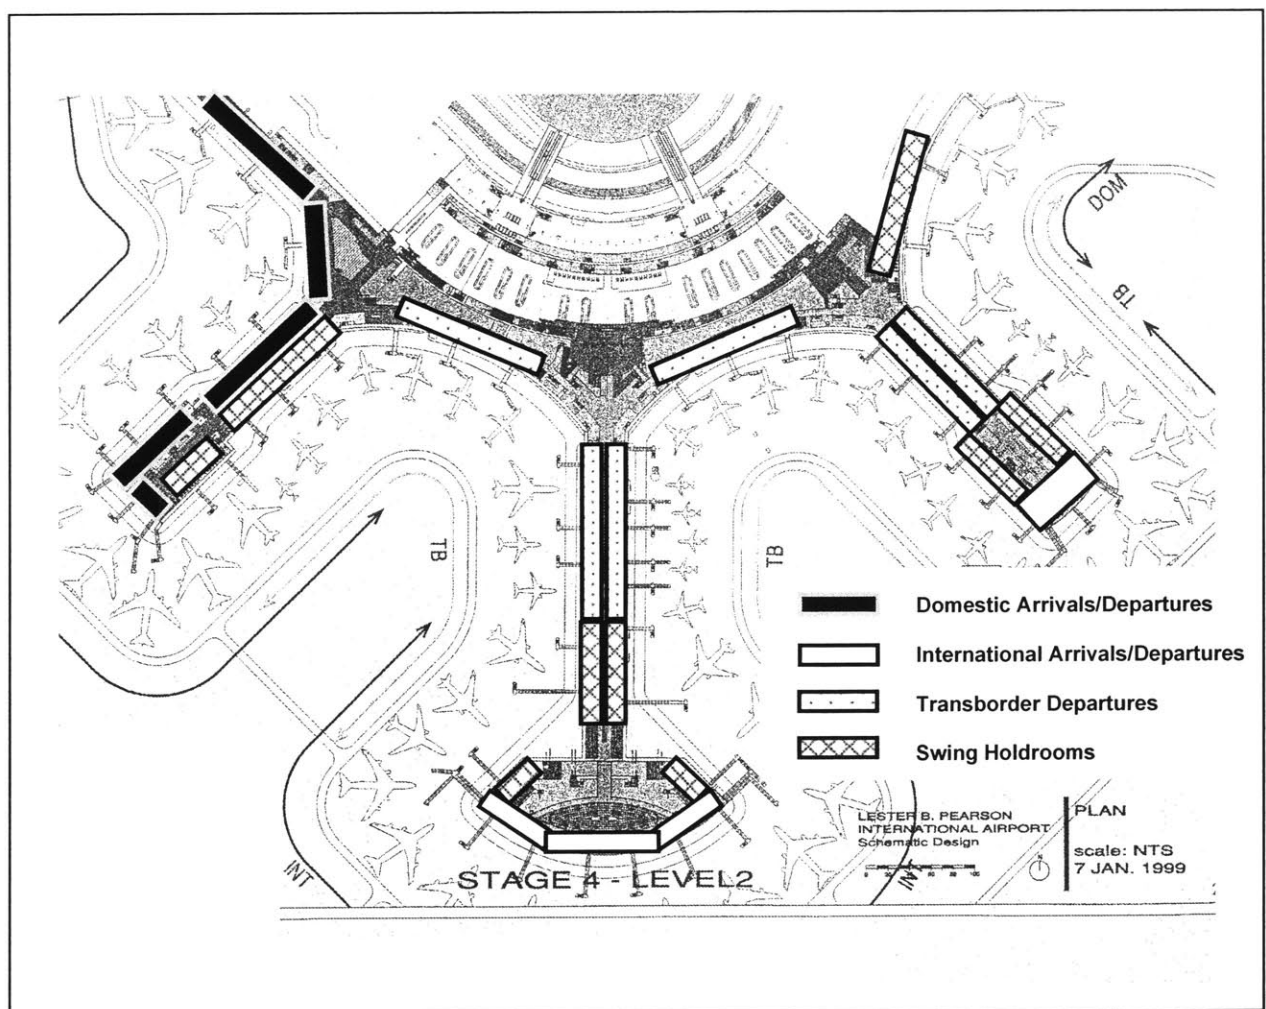 DOM
TB
TB
TB
Domestic Arrivals/Departures
International Arrivals/Departures
Transborder Departures
Swing Holdrooms
LESTER B. PEARSON
INTERNATIONAL AIRPORT
Schematic Design
PLAN
scale: NTS
7 JAN. 1999
INT
INT
STAGE 4 - LEVEL2